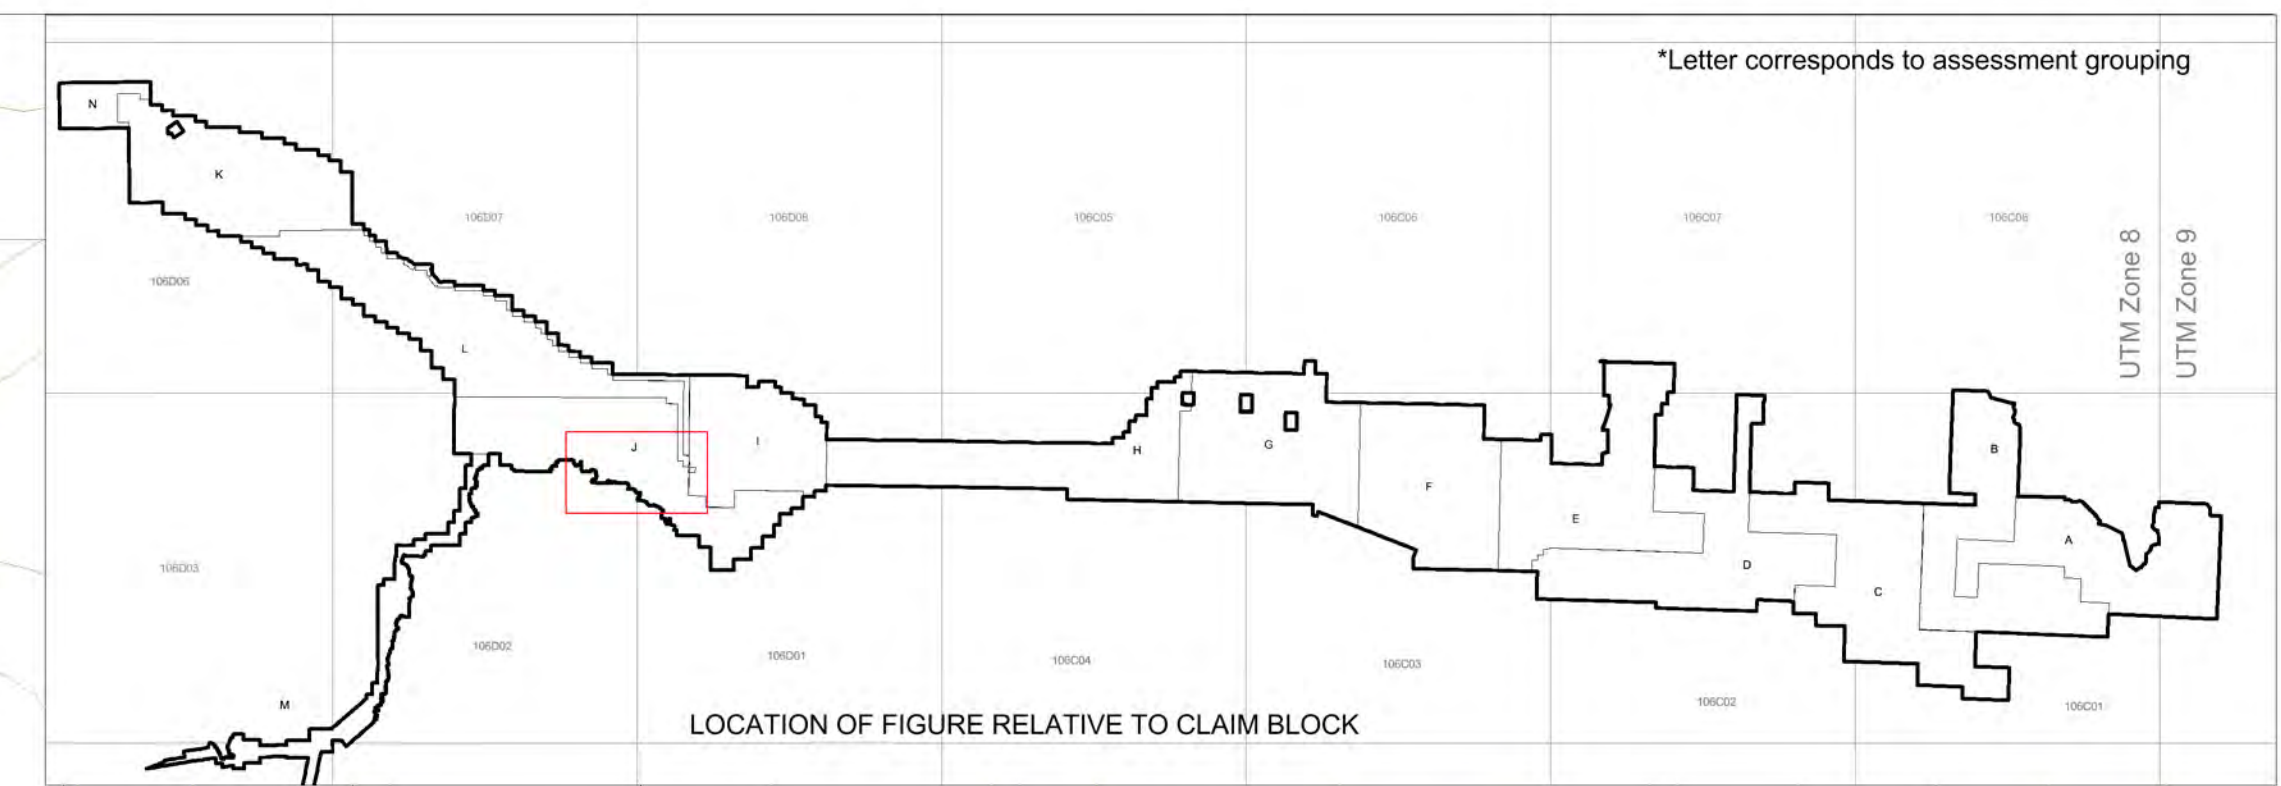 *Letter corresponds to assessment grouping
N
K
106D07
106D08
106C05
106C06
106C07
106C08
UTM Zone 8
UTM Zone 9
106D06
L
J
I
H
G
B
F
E
A
D
C
106D03
106D02
106D01
106C04
106C03
106C02
106C01
M
LOCATION OF FIGURE RELATIVE TO CLAIM BLOCK